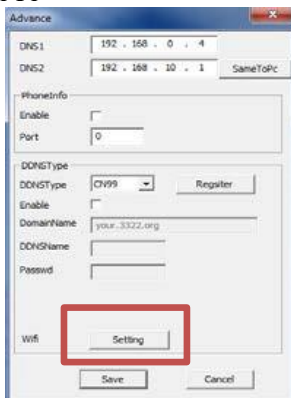 Advance
DNS1 192 . 168 . 0 . 4
DNS2 192 . 168 . 10 . 1 SameToPc
PhoneInfo
Enable
Port 0
DDNSType
DDNSType CN99 Regsiter
Enable
DomainName your.3322.org
DDNSName
Passwd
Wifi Setting
Save Cancel